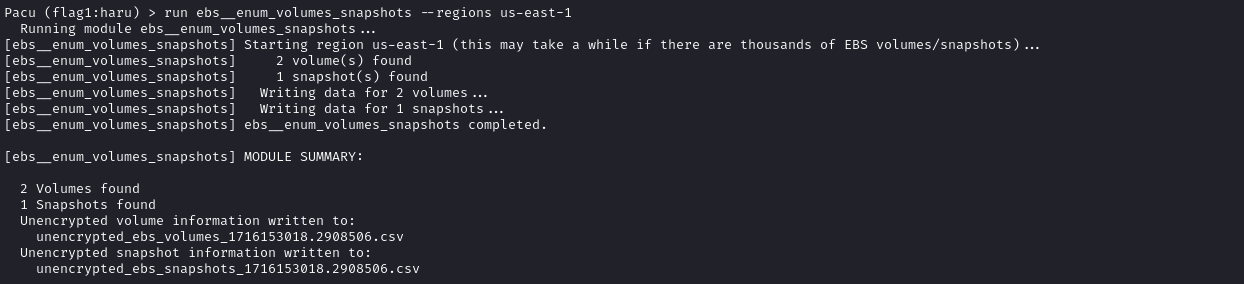 Pacu (flag1:haru) > run ebs__enum_volumes_snapshots --regions us-east-1
  Running module ebs__enum_volumes_snapshots...
[ebs__enum_volumes_snapshots] Starting region us-east-1 (this may take a while if there are thousands of EBS volumes/snapshots)...
[ebs__enum_volumes_snapshots]     2 volume(s) found
[ebs__enum_volumes_snapshots]     1 snapshot(s) found
[ebs__enum_volumes_snapshots]   Writing data for 2 volumes...
[ebs__enum_volumes_snapshots]   Writing data for 1 snapshots...
[ebs__enum_volumes_snapshots] ebs__enum_volumes_snapshots completed.

[ebs__enum_volumes_snapshots] MODULE SUMMARY:

  2 Volumes found
  1 Snapshots found
  Unencrypted volume information written to:
    unencrypted_ebs_volumes_1716153018.2908506.csv
  Unencrypted snapshot information written to:
    unencrypted_ebs_snapshots_1716153018.2908506.csv